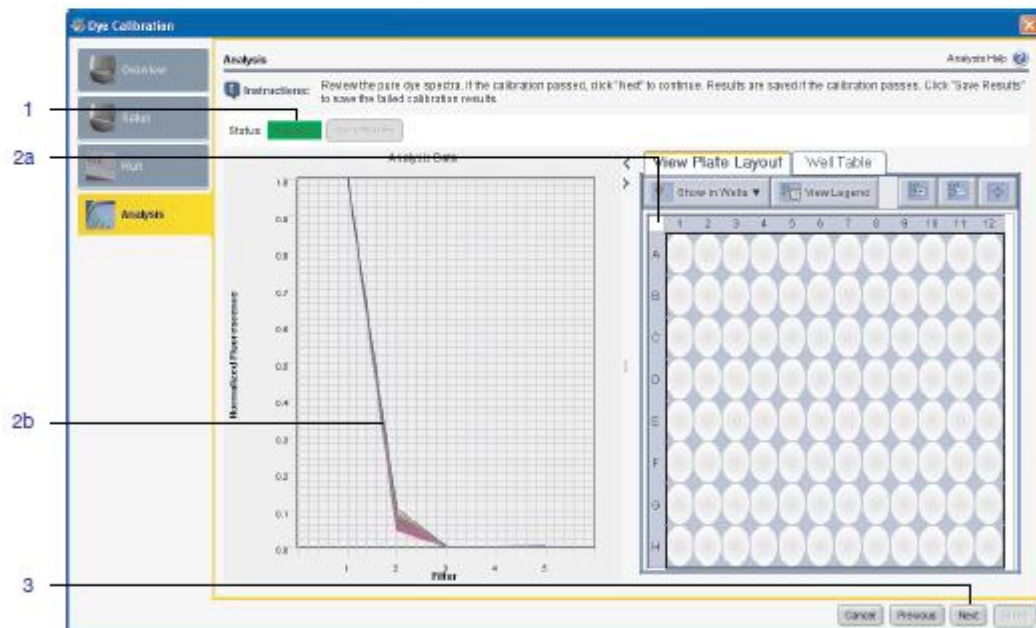 Dye Calibration
Overview
Setup
Run
Analysis
Analysis
Analysis Help
Instructions: Review the pure dye spectra. If the calibration passed, click "Next" to continue. Results are saved if the calibration passes. Click "Save Results"
to save the failed calibration results.
1
Status:
2a
Analysis Data
View Plate Layout
Well Table
Show in Wells
View Legend
1 2 3 4 5 6 7 8 9 10 11 12
A
B
C
D
E
F
G
H
1.0
0.9
0.8
0.7
0.6
0.5
0.4
0.3
0.2
0.1
0.0
Normalized Fluorescence
2b
1 2 3 4 5
Filter
3
Cancel
Previous
Next